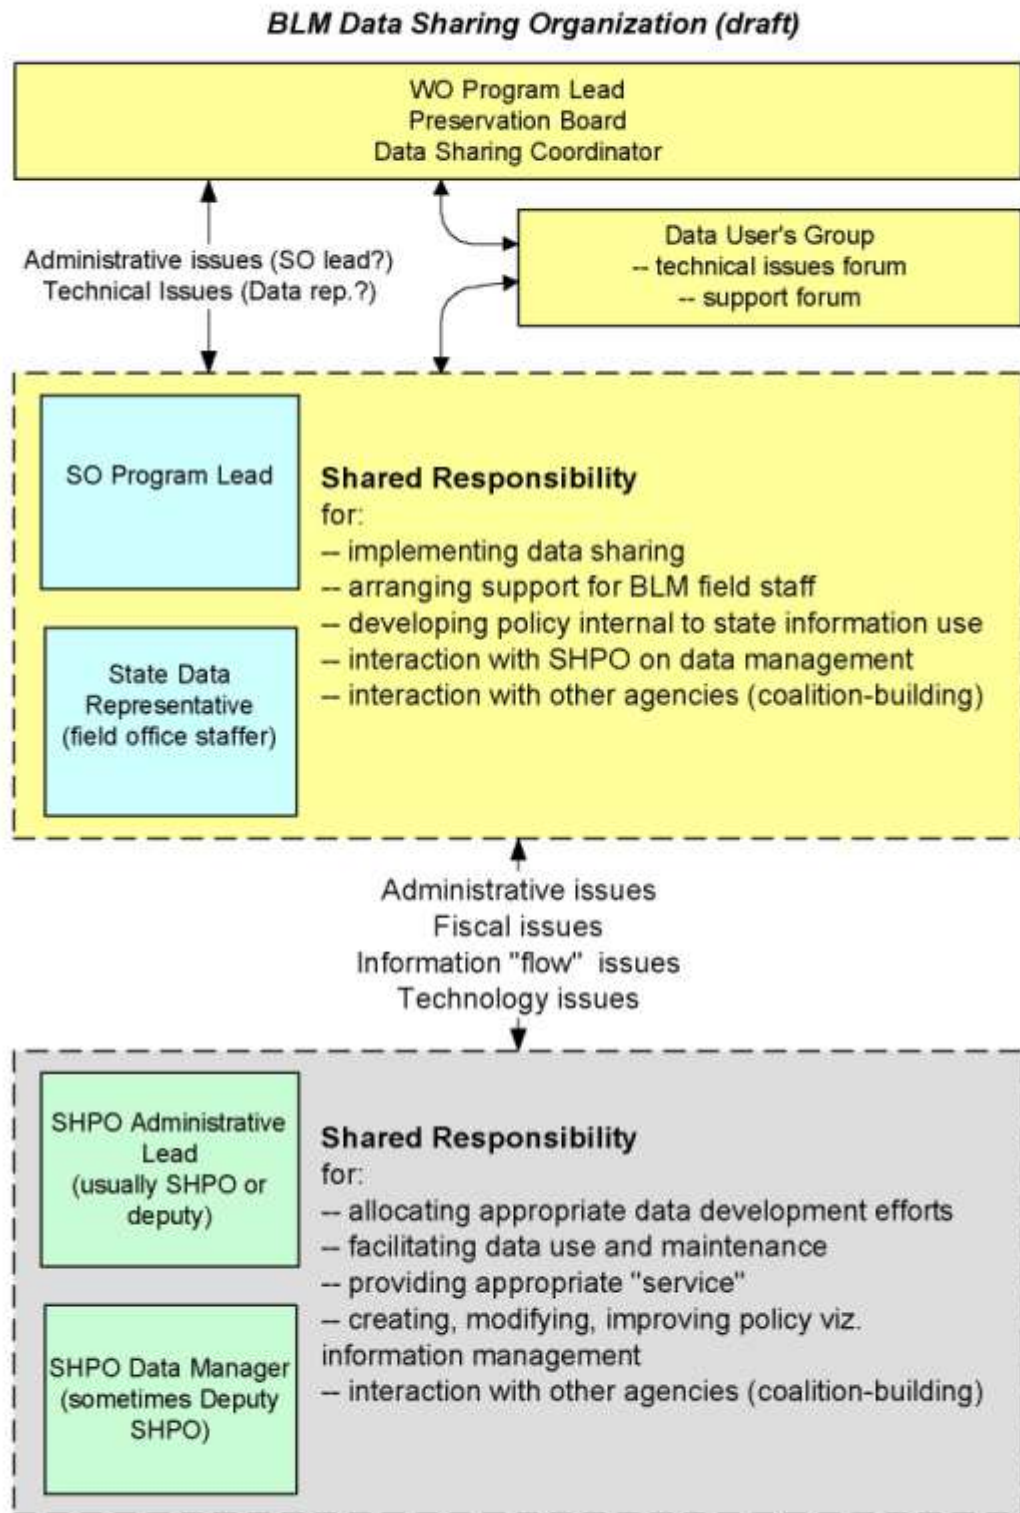 BLM Data Sharing Organization (draft)
WO Program Lead
Preservation Board
Data Sharing Coordinator
Administrative issues (SO lead?)
Technical Issues (Data rep.?)
Data User's Group
-- technical issues forum
-- support forum
SO Program Lead
State Data
Representative
(field office staffer)
Shared Responsibility
for:
-- implementing data sharing
-- arranging support for BLM field staff
-- developing policy internal to state information use
-- interaction with SHPO on data management
-- interaction with other agencies (coalition-building)
Administrative issues
Fiscal issues
Information "flow" issues
Technology issues
SHPO Administrative
Lead
(usually SHPO or
deputy)
SHPO Data Manager
(sometimes Deputy
SHPO)
Shared Responsibility
for:
-- allocating appropriate data development efforts
-- facilitating data use and maintenance
-- providing appropriate "service"
-- creating, modifying, improving policy viz.
information management
-- interaction with other agencies (coalition-building)